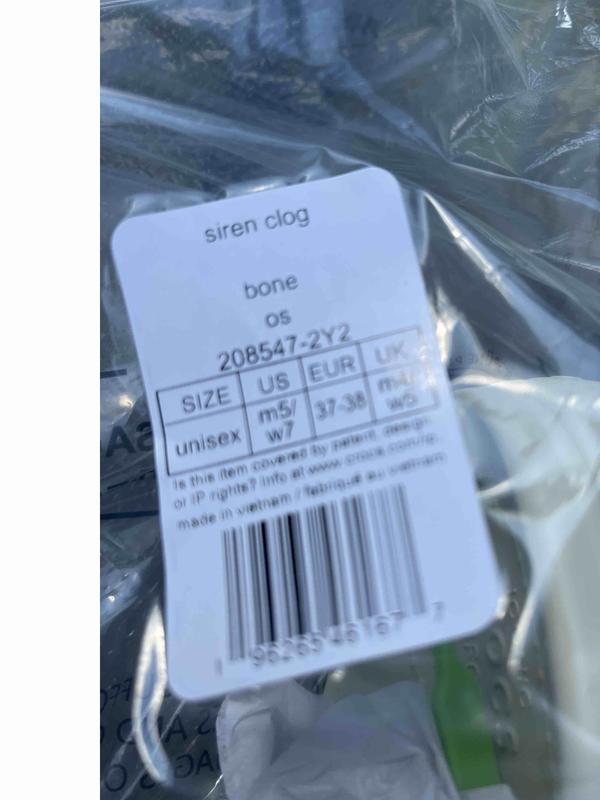 siren clog
bone
os
208547-2Y2
SIZE US EUR UK
unisex m5/ w7 37-38 m4/ w5
Is this item covered by patent, design,
or IP rights? Info at www.crocs.com/ip.
made in vietnam / fabriqué au vietnam
7